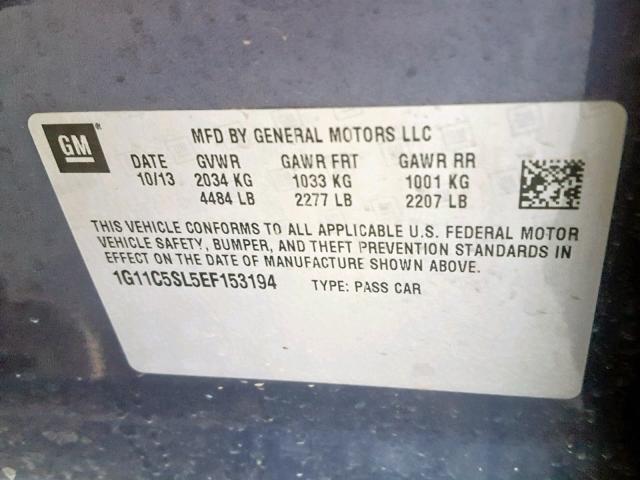 GM
MFD BY GENERAL MOTORS LLC
DATE GVWR GAWR FRT GAWR RR
10/13 2034 KG 1033 KG 1001 KG
4484 LB 2277 LB 2207 LB
THIS VEHICLE CONFORMS TO ALL APPLICABLE U.S. FEDERAL MOTOR
VEHICLE SAFETY, BUMPER, AND THEFT PREVENTION STANDARDS IN
EFFECT ON THE DATE OF MANUFACTURE SHOWN ABOVE.
1G11C5SL5EF153194 TYPE: PASS CAR